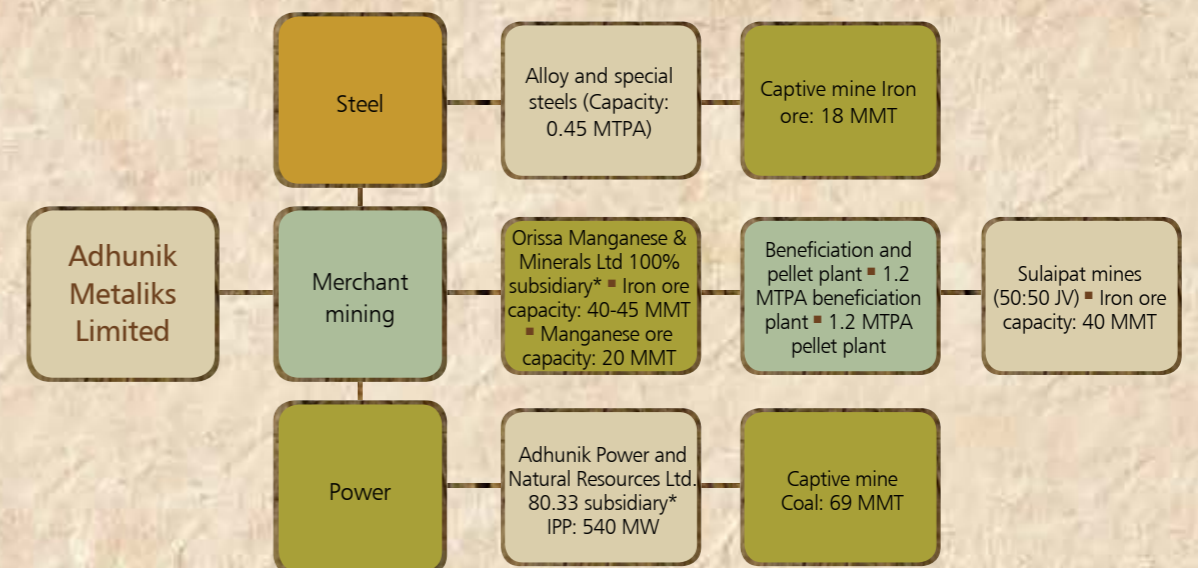 Steel
Alloy and special
steels (Capacity:
0.45 MTPA)
Captive mine Iron
ore: 18 MMT
Adhunik
Metaliks
Limited
Merchant
mining
Orissa Manganese &
Minerals Ltd 100%
subsidiary* ▪ Iron ore
capacity: 40-45 MMT
▪ Manganese ore
capacity: 20 MMT
Beneficiation and
pellet plant ▪ 1.2
MTPA beneficiation
plant ▪ 1.2 MTPA
pellet plant
Sulaipat mines
(50:50 JV) ▪ Iron ore
capacity: 40 MMT
Power
Adhunik Power and
Natural Resources Ltd.
80.33 subsidiary*
IPP: 540 MW
Captive mine
Coal: 69 MMT